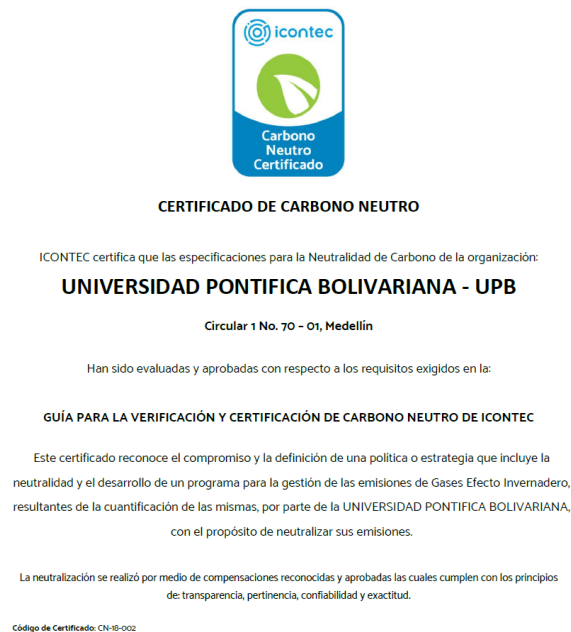 icontec
Carbono
Neutro
Certificado
CERTIFICADO DE CARBONO NEUTRO
ICONTEC certifica que las especificaciones para la Neutralidad de Carbono de la organización:
UNIVERSIDAD PONTIFICA BOLIVARIANA - UPB
Circular 1 No. 70 – 01, Medellín
Han sido evaluadas y aprobadas con respecto a los requisitos exigidos en la:
GUÍA PARA LA VERIFICACIÓN Y CERTIFICACIÓN DE CARBONO NEUTRO DE ICONTEC
Este certificado reconoce el compromiso y la definición de una política o estrategia que incluye la
neutralidad y el desarrollo de un programa para la gestión de las emisiones de Gases Efecto Invernadero,
resultantes de la cuantificación de las mismas, por parte de la UNIVERSIDAD PONTIFICA BOLIVARIANA,
con el propósito de neutralizar sus emisiones.
La neutralización se realizó por medio de compensaciones reconocidas y aprobadas las cuales cumplen con los principios
de: transparencia, pertinencia, confiabilidad y exactitud.
Código de Certificado: CN-18-002